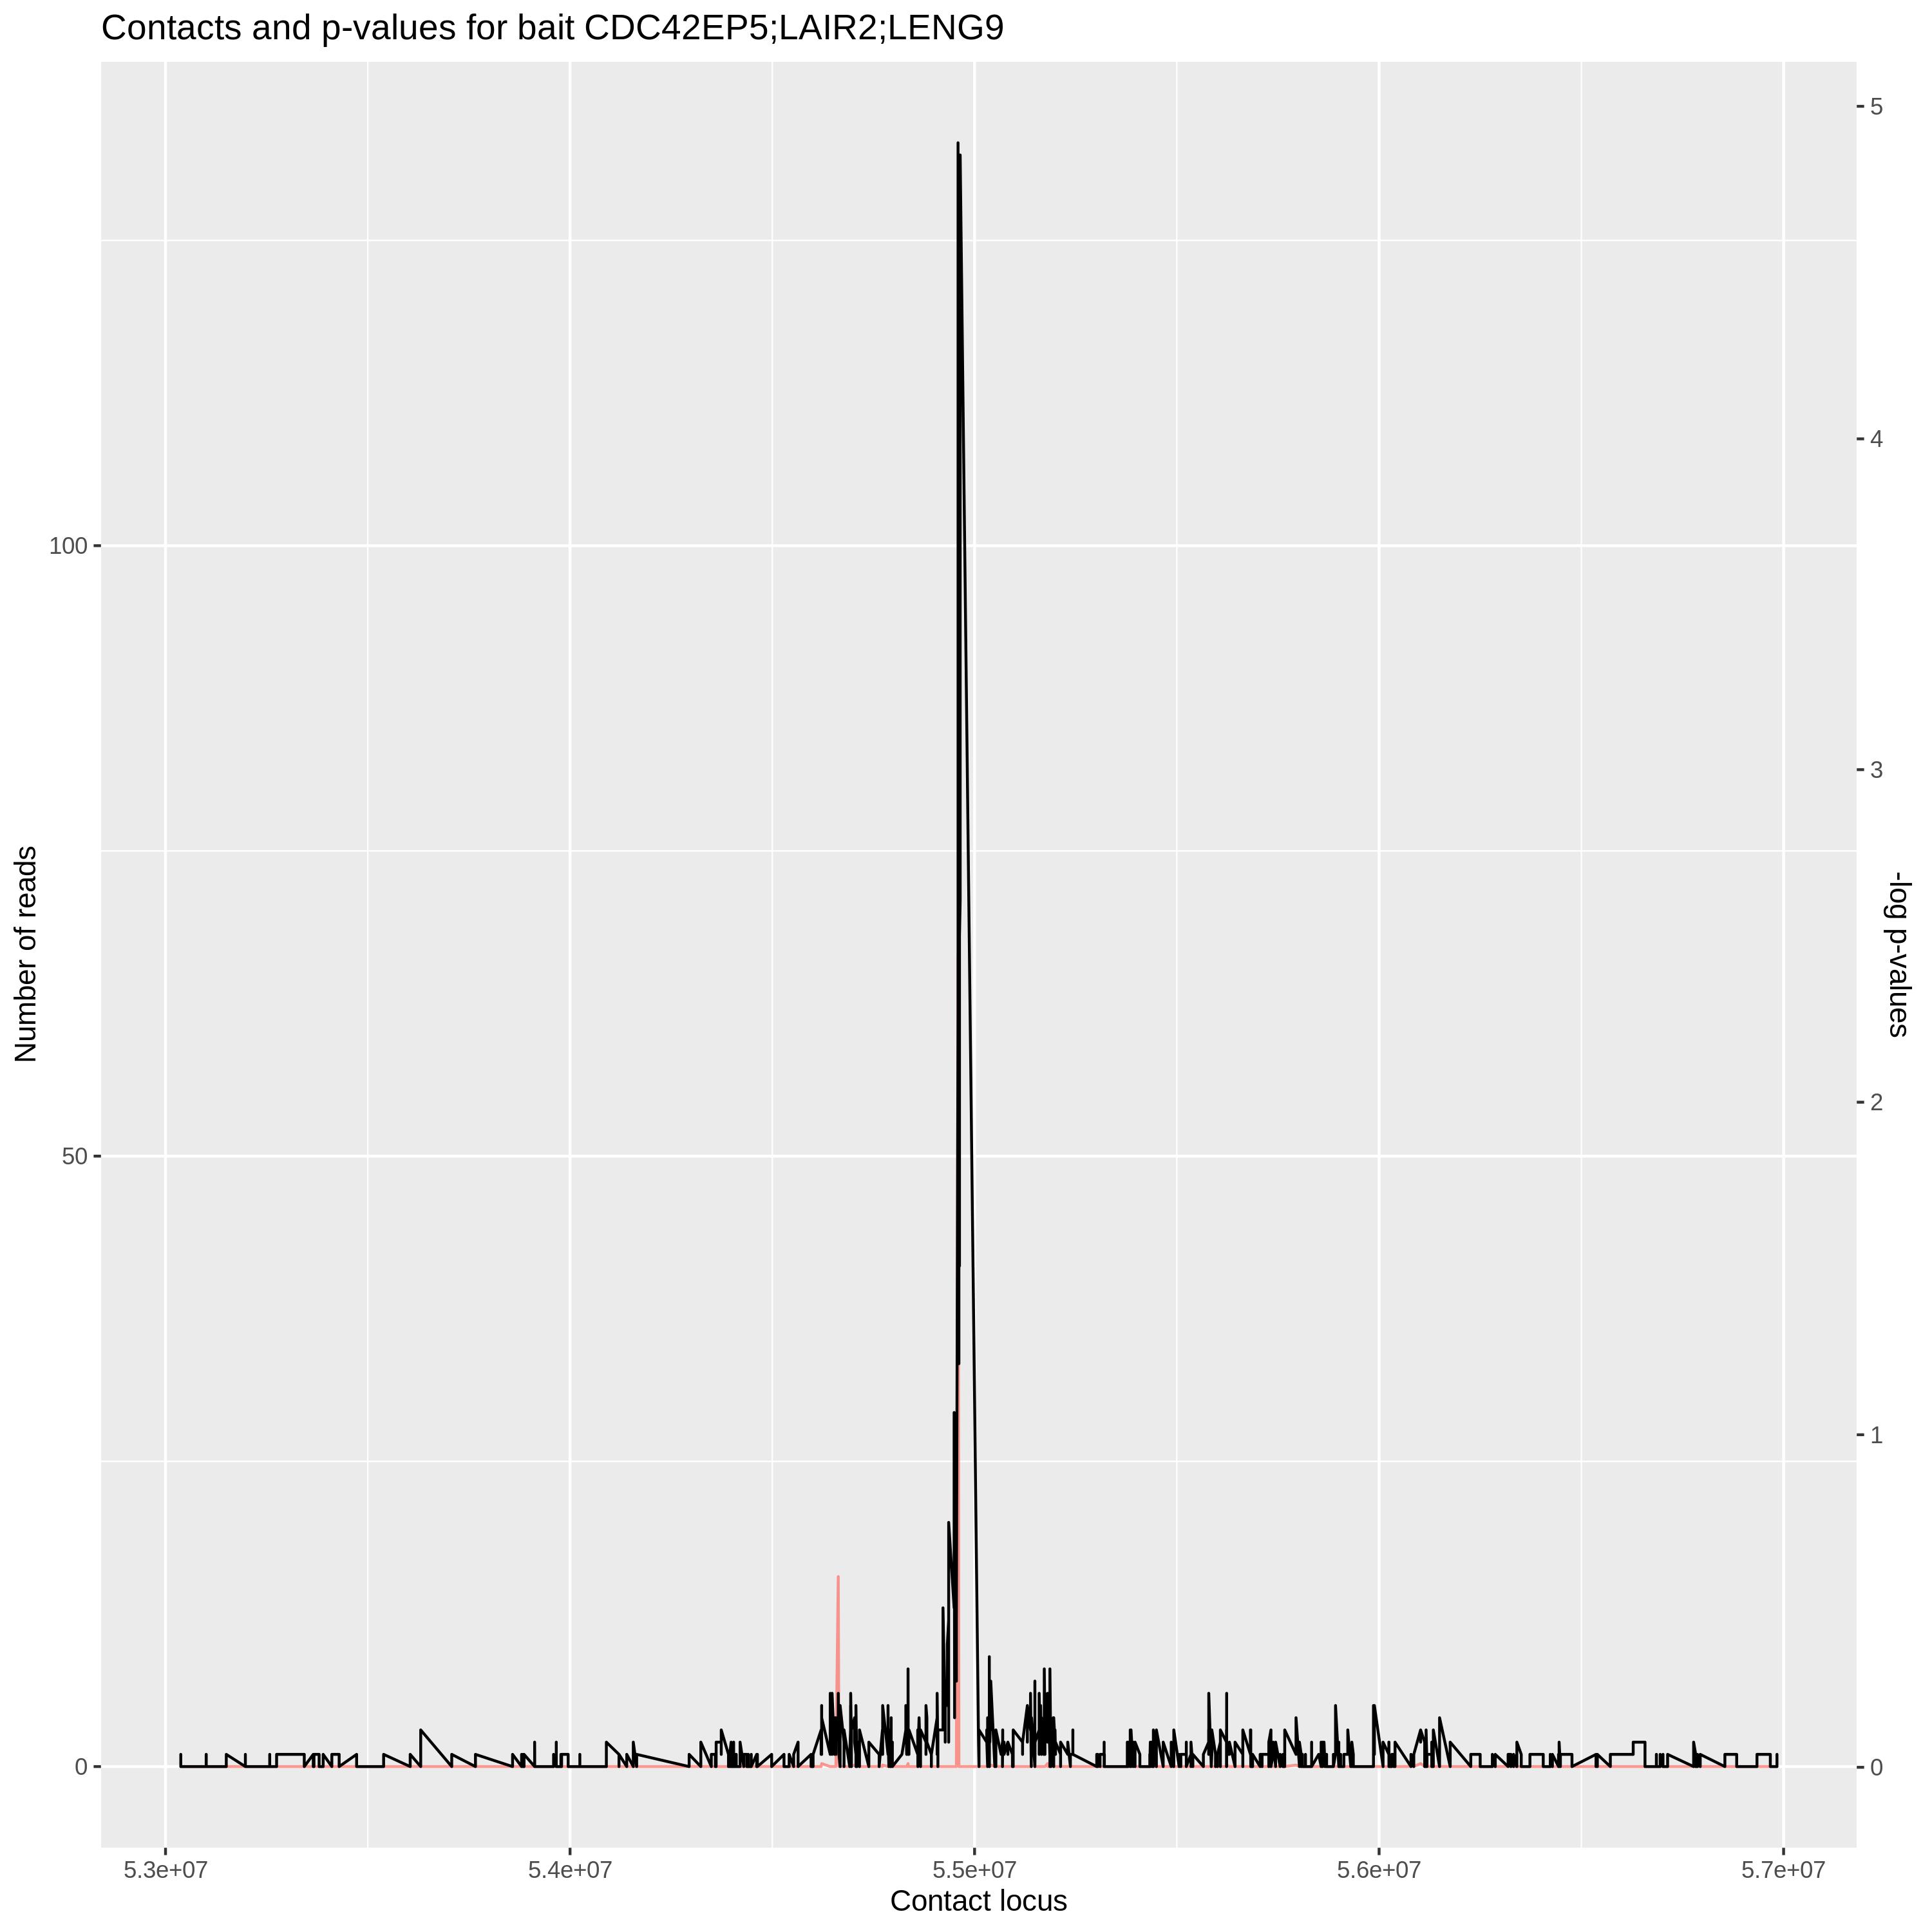 Contacts and p-values for bait CDC42EP5;LAIR2;LENG9
Number of reads
100
50
0
5
4
3
2
1
0
-log p-values
5.3e+07
5.4e+07
5.5e+07
5.6e+07
5.7e+07
Contact locus